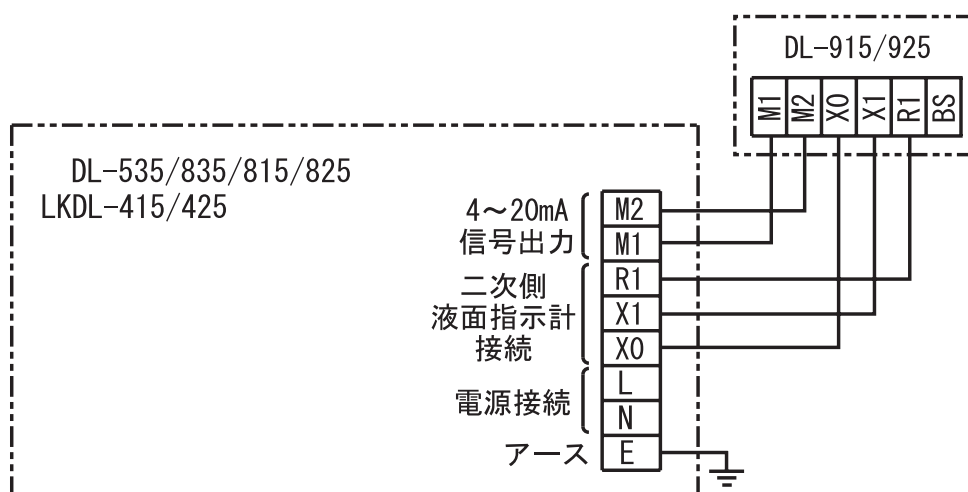 DL-915/925
M1 M2 X0 X1 R1 BS
DL-535/835/815/825
LKDL-415/425
4～20mA
信号出力
二次側
液面指示計
接続
電源接続
アース
M2
M1
R1
X1
X0
L
N
E